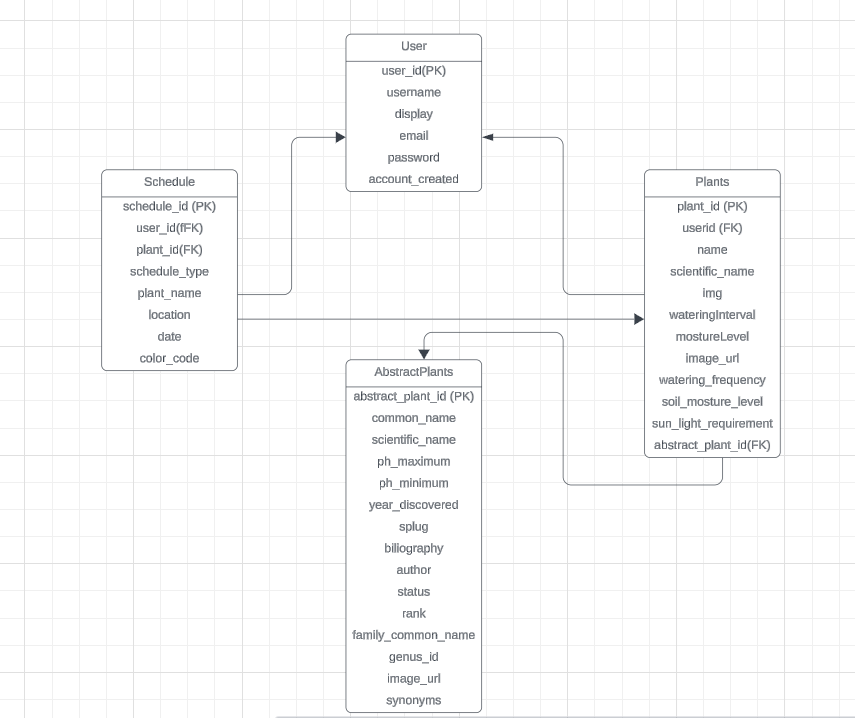 User
user_id(PK)
username
display
email
password
account_created
Schedule
schedule_id (PK)
user_id(fFK)
plant_id(FK)
schedule_type
plant_name
location
date
color_code
Plants
plant_id (PK)
userid (FK)
name
scientific_name
img
wateringInterval
mostureLevel
image_url
watering_frequency
soil_mosture_level
sun_light_requirement
abstract_plant_id(FK)
AbstractPlants
abstract_plant_id (PK)
common_name
scientific_name
ph_maximum
ph_minimum
year_discovered
splug
biliography
author
status
rank
family_common_name
genus_id
image_url
synonyms